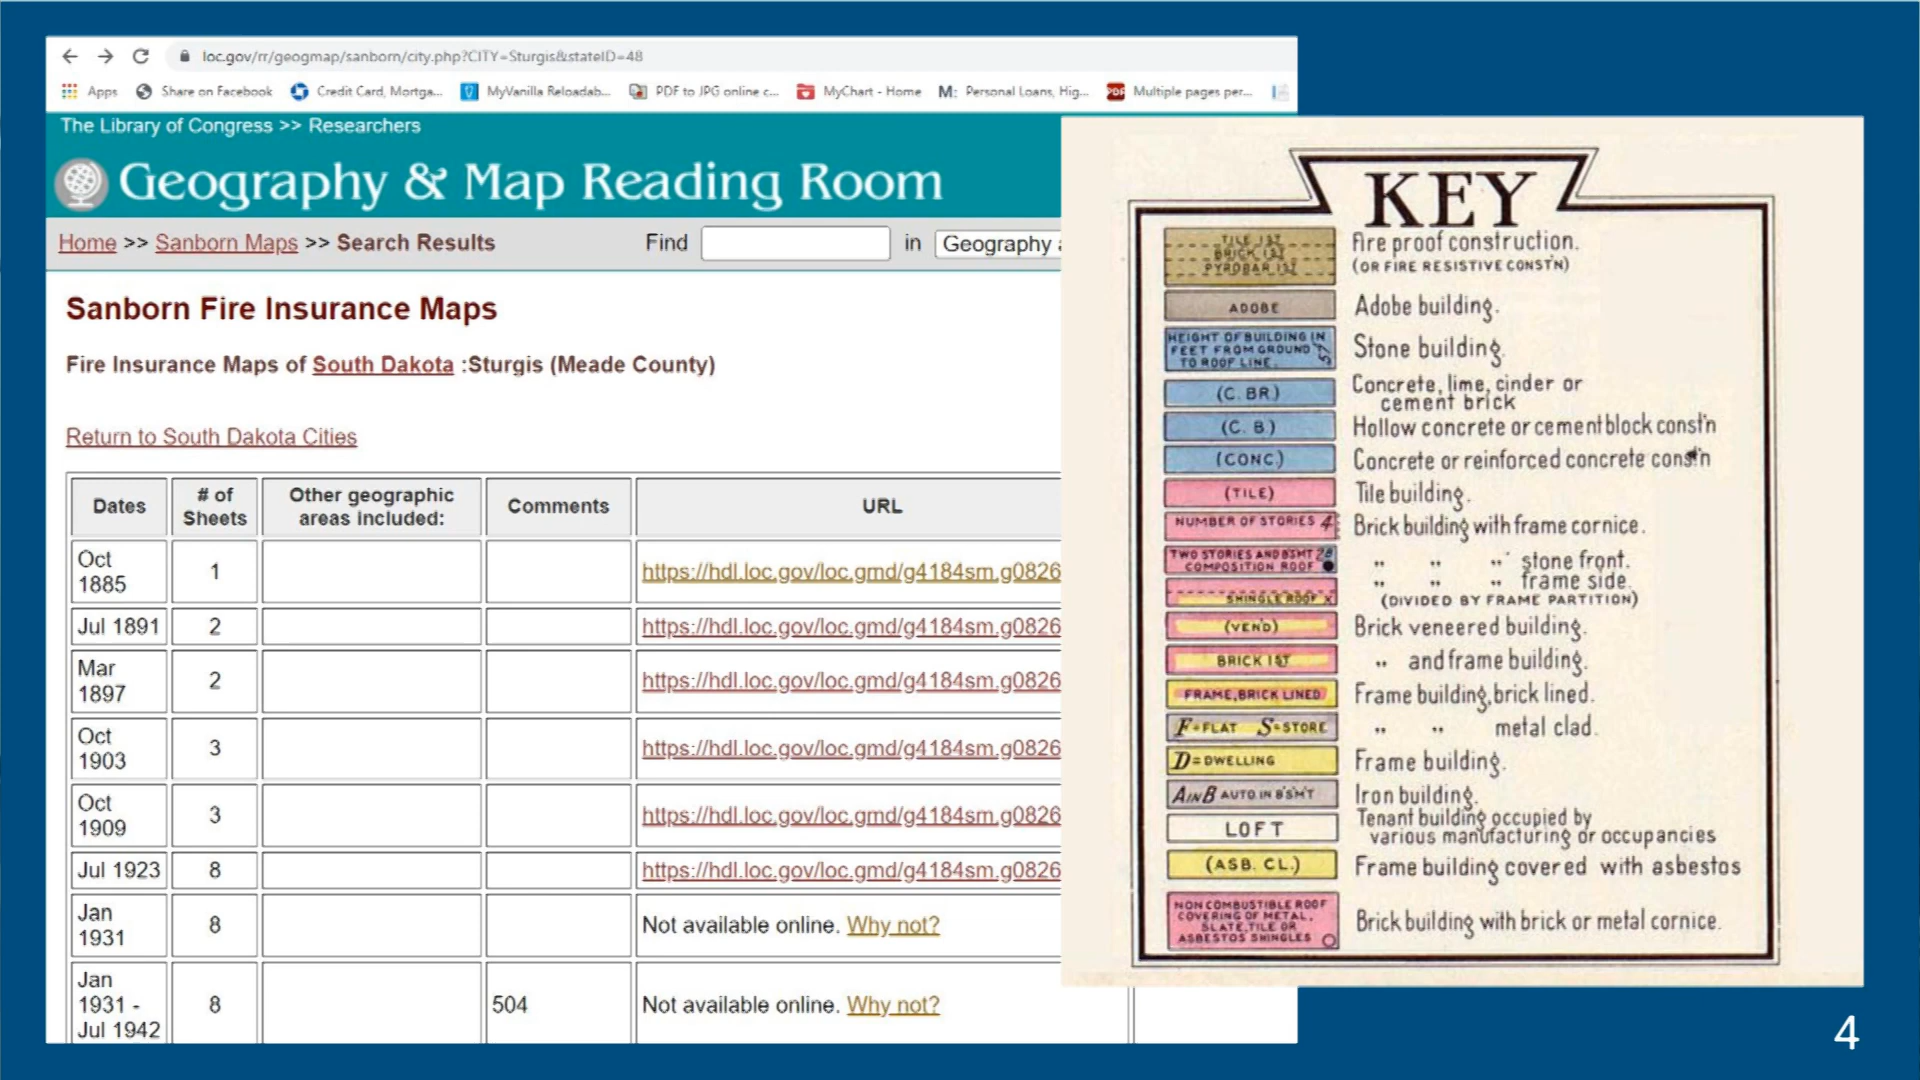 loc.gov/rr/geogmap/sanborn/city.php?CITY=Sturgis&stateID=48
Apps Share on Facebook Credit Card, Mortga... MyVanilla Reloadab... PDF to JPG online c... MyChart - Home M: Personal Loans, Hig... PDF Multiple pages per...
The Library of Congress >> Researchers
Geography & Map Reading Room
Home >> Sanborn Maps >> Search Results Find in Geography
Sanborn Fire Insurance Maps
Fire Insurance Maps of South Dakota :Sturgis (Meade County)
Return to South Dakota Cities
Dates # of Sheets Other geographic areas included: Comments URL
Oct 1885 1 https://hdl.loc.gov/loc.gmd/g4184sm.g0826
Jul 1891 2 https://hdl.loc.gov/loc.gmd/g4184sm.g0826
Mar 1897 2 https://hdl.loc.gov/loc.gmd/g4184sm.g0826
Oct 1903 3 https://hdl.loc.gov/loc.gmd/g4184sm.g0826
Oct 1909 3 https://hdl.loc.gov/loc.gmd/g4184sm.g0826
Jul 1923 8 https://hdl.loc.gov/loc.gmd/g4184sm.g0826
Jan 1931 8 Not available online. Why not?
Jan 1931 - Jul 1942 8 504 Not available online. Why not?
KEY
TILE 1ST
BRICK 1ST
PYROBAR 1ST
Fire proof construction.
(OR FIRE RESISTIVE CONST'N)
ADOBE Adobe building.
HEIGHT OF BUILDING IN
FEET FROM GROUND
TO ROOF LINE.
Stone building.
(C. BR.) Concrete, lime, cinder or
cement brick
(C. B.) Hollow concrete or cement block const'n
(CONC.) Concrete or reinforced concrete const'n
(TILE) Tile building.
NUMBER OF STORIES 4 Brick building with frame cornice.
TWO STORIES AND BSMT 2B
COMPOSITION ROOF
" " " stone front.
" " " frame side.
SHINGLE ROOF X (DIVIDED BY FRAME PARTITION)
(VEN'D) Brick veneered building.
BRICK 1ST " and frame building.
FRAME, BRICK LINED Frame building, brick lined.
F=FLAT S=STORE " " metal clad.
D=DWELLING Frame building.
A IN B AUTO. IN B'SM'T Iron building.
LOFT Tenant building occupied by
various manufacturing or occupancies
(ASB. CL.) Frame building covered with asbestos
NON COMBUSTIBLE ROOF
COVERING OF METAL,
SLATE, TILE OR
ASBESTOS SHINGLES
Brick building with brick or metal cornice.
4